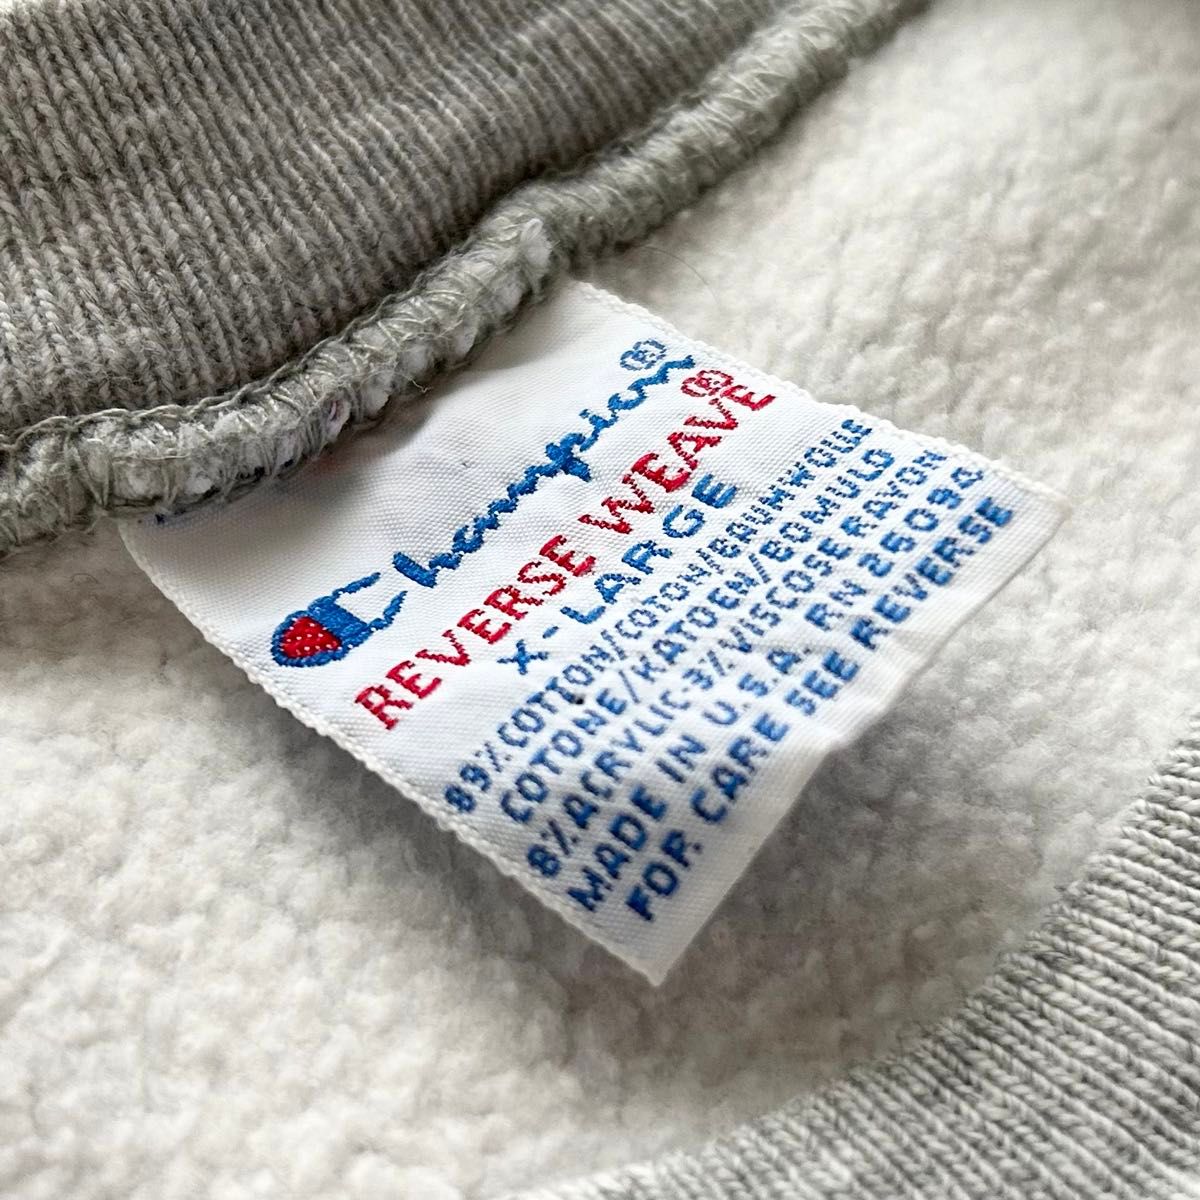 Champion®
REVERSE WEAVE®
X-LARGE
89% COTTON/COTON/BAUMWOLLE
COTONE/KATOEN/BOMULD
8% ACRYLIC-3% VISCOSE RAYON
MADE IN U.S.A. RN 26094
FOR CARE SEE REVERSE